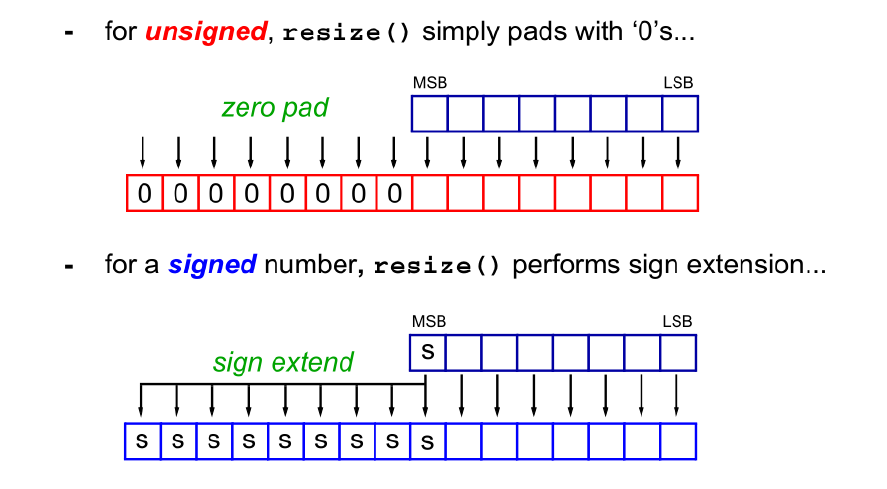 - for unsigned, resize() simply pads with ‘0’s...
MSB LSB
zero pad
0 0 0 0 0 0 0 0
- for a signed number, resize() performs sign extension...
MSB LSB
s
sign extend
s s s s s s s s s